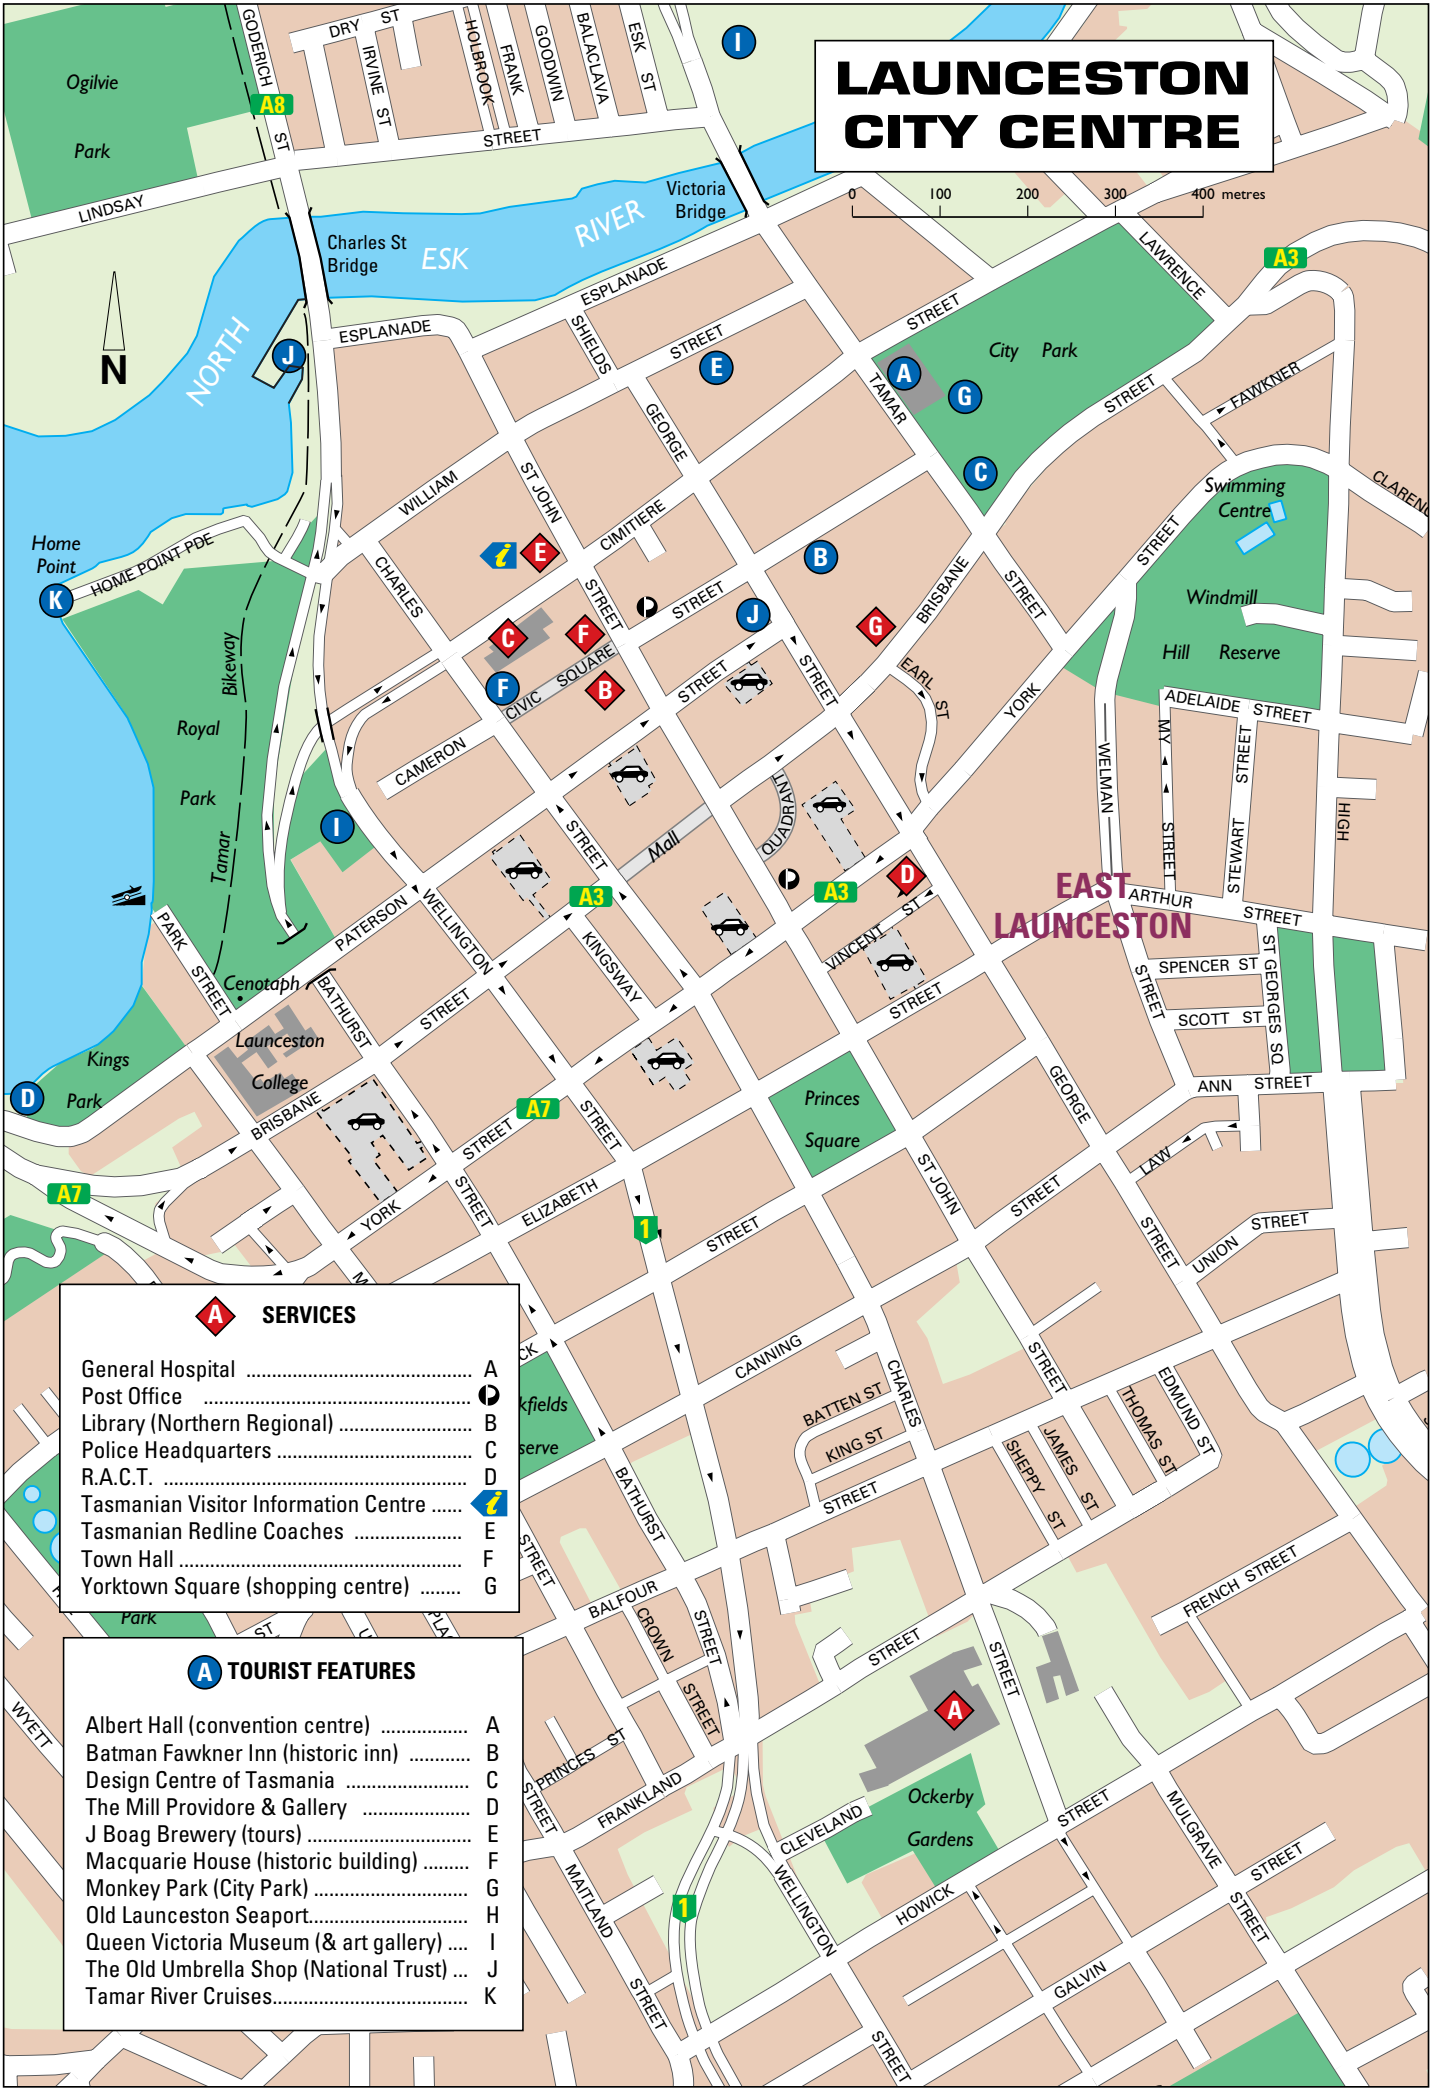 LAUNCESTON
CITY CENTRE
0 100 200 300 400 metres
Ogilvie
Park
GODERICH
ST
A8
DRY ST
IRVINE ST
HOLBROOK
FRANK
GOODWIN
BALACLAVA
ESK ST
I
STREET
LINDSAY
Victoria
Bridge
Charles St
Bridge
NORTH
ESK
RIVER
N
J
ESPLANADE
ESPLANADE
SHIELDS
STREET
E
STREET
City Park
LAWRENCE
A3
A
G
C
TAMAR
STREET
FAWKNER
GEORGE
WILLIAM
ST JOHN
CIMITIERE
Swimming
Centre
Windmill
Hill Reserve
STREET
Home
Point
K
HOME POINT PDE
i
E
CHARLES
STREET
STREET
B
J
G
BRISBANE
STREET
C
F
F
B
CIVIC SQUARE
STREET
STREET
EARL
ST
YORK
ADELAIDE STREET
MY
STREET
WELMAN
STREET
STEWART
HIGH
Bikeway
Tamar
Royal
Park
CAMERON
I
STREET
Mall
QUADRANT
A3
A3
D
EAST
LAUNCESTON
ARTHUR
STREET
PATERSON
WELLINGTON
KINGSWAY
VINCENT
ST
STREET
PARK
STREET
Cenotaph
BATHURST
STREET
SPENCER ST
SCOTT ST
ST GEORGES SQ
STREET
ANN STREET
Launceston
College
Kings
Park
D
BRISBANE
A7
A7
STREET
STREET
Princes
Square
GEORGE
LAW
YORK
STREET
ELIZABETH
STREET
1
ST JOHN
STREET
STREET
UNION
STREET
CANNING
STREET
CHARLES
BATTEN ST
KING ST
STREET
SHEPPY ST
JAMES ST
THOMAS ST
EDMUND ST
A SERVICES
General Hospital A
Post Office
Library (Northern Regional) B
Police Headquarters C
R.A.C.T. D
Tasmanian Visitor Information Centre i
Tasmanian Redline Coaches E
Town Hall F
Yorktown Square (shopping centre) G
CK
kfields
serve
BATHURST
STREET
Park
ST
BALFOUR
CROWN
STREET
STREET
STREET
STREET
FRENCH STREET
A
WYETT
A TOURIST FEATURES
Albert Hall (convention centre) A
Batman Fawkner Inn (historic inn) B
Design Centre of Tasmania C
The Mill Providore & Gallery D
J Boag Brewery (tours) E
Macquarie House (historic building) F
Monkey Park (City Park) G
Old Launceston Seaport H
Queen Victoria Museum (& art gallery) I
The Old Umbrella Shop (National Trust) J
Tamar River Cruises K
PRINCES ST
STREET
FRANKLAND
CLEVELAND
Ockerby
Gardens
STREET
MULGRAVE
STREET
STREET
MAITLAND
STREET
1
WELLINGTON
STREET
HOWICK
GALVIN